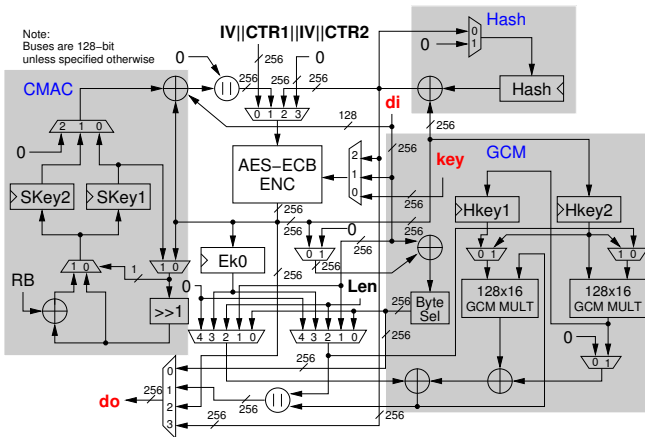 Note:
Buses are 128-bit
unless specified otherwise
IV||CTR1||IV||CTR2
Hash
0
256
0
0
0
1
CMAC
||
256
256
256
0 1 2 3
Hash
di
128
256
2 1 0
0
AES-ECB
ENC
2
1
0
256
key
256
GCM
SKey2
SKey1
256
256
256
Hkey1
Hkey2
0
RB
1 0
1
1 0
Ek0
0 1
256
256
0 1
1 0
>>1
0
Len
256
Byte
Sel
128x16
GCM MULT
128x16
GCM MULT
4 3 2 1 0
4 3 2 1 0
256
0
0 1
do
256
0
1
2
3
256
256
||
256
256
256